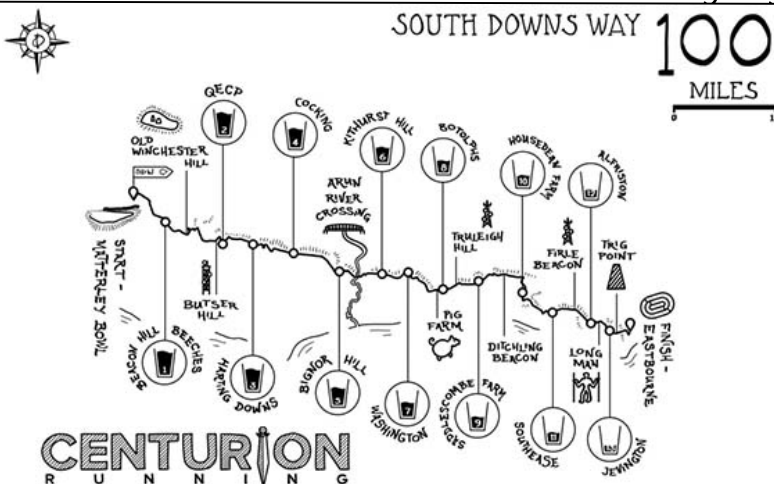 SOUTH DOWNS WAY 100
MILES
0
QECP
2
COCKING
4
KITHURST HILL
6
BOTOLPHS
8
HOUSEDEAN FARM
10
ALFRISTON
12
OLD
WINCHESTER
HILL
SDW
ARUN
RIVER
CROSSING
TRULEIGH
HILL
FIRLE
BEACON
TRIG
POINT
START -
MATTERLEY BOWL
BUTSER
HILL
PIG
FARM
DITCHLING
BEACON
LONG
MAN
FINISH -
EASTBOURNE
BEACON HILL BEECHES
1
HARTING DOWNS
3
BIGNOR HILL
5
WASHINGTON
7
SADDLESCOMBE FARM
9
SOUTHEASE
11
JEVINGTON
13
CENTURION
RUNNING